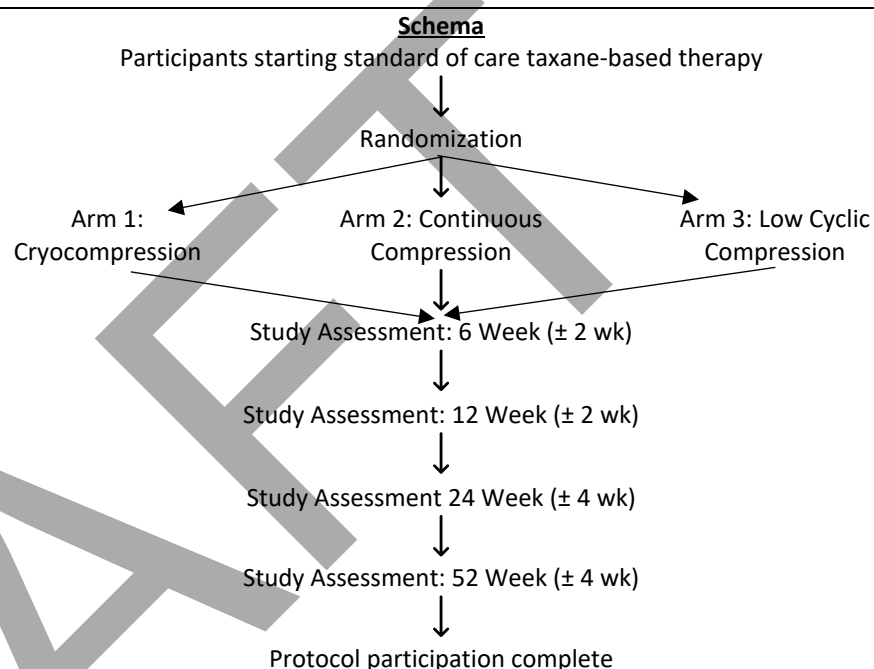 Schema
Participants starting standard of care taxane-based therapy
Randomization
Arm 1:
Cryocompression
Arm 2: Continuous
Compression
Arm 3: Low Cyclic
Compression
Study Assessment: 6 Week (± 2 wk)
Study Assessment: 12 Week (± 2 wk)
Study Assessment 24 Week (± 4 wk)
Study Assessment: 52 Week (± 4 wk)
Protocol participation complete
AFT